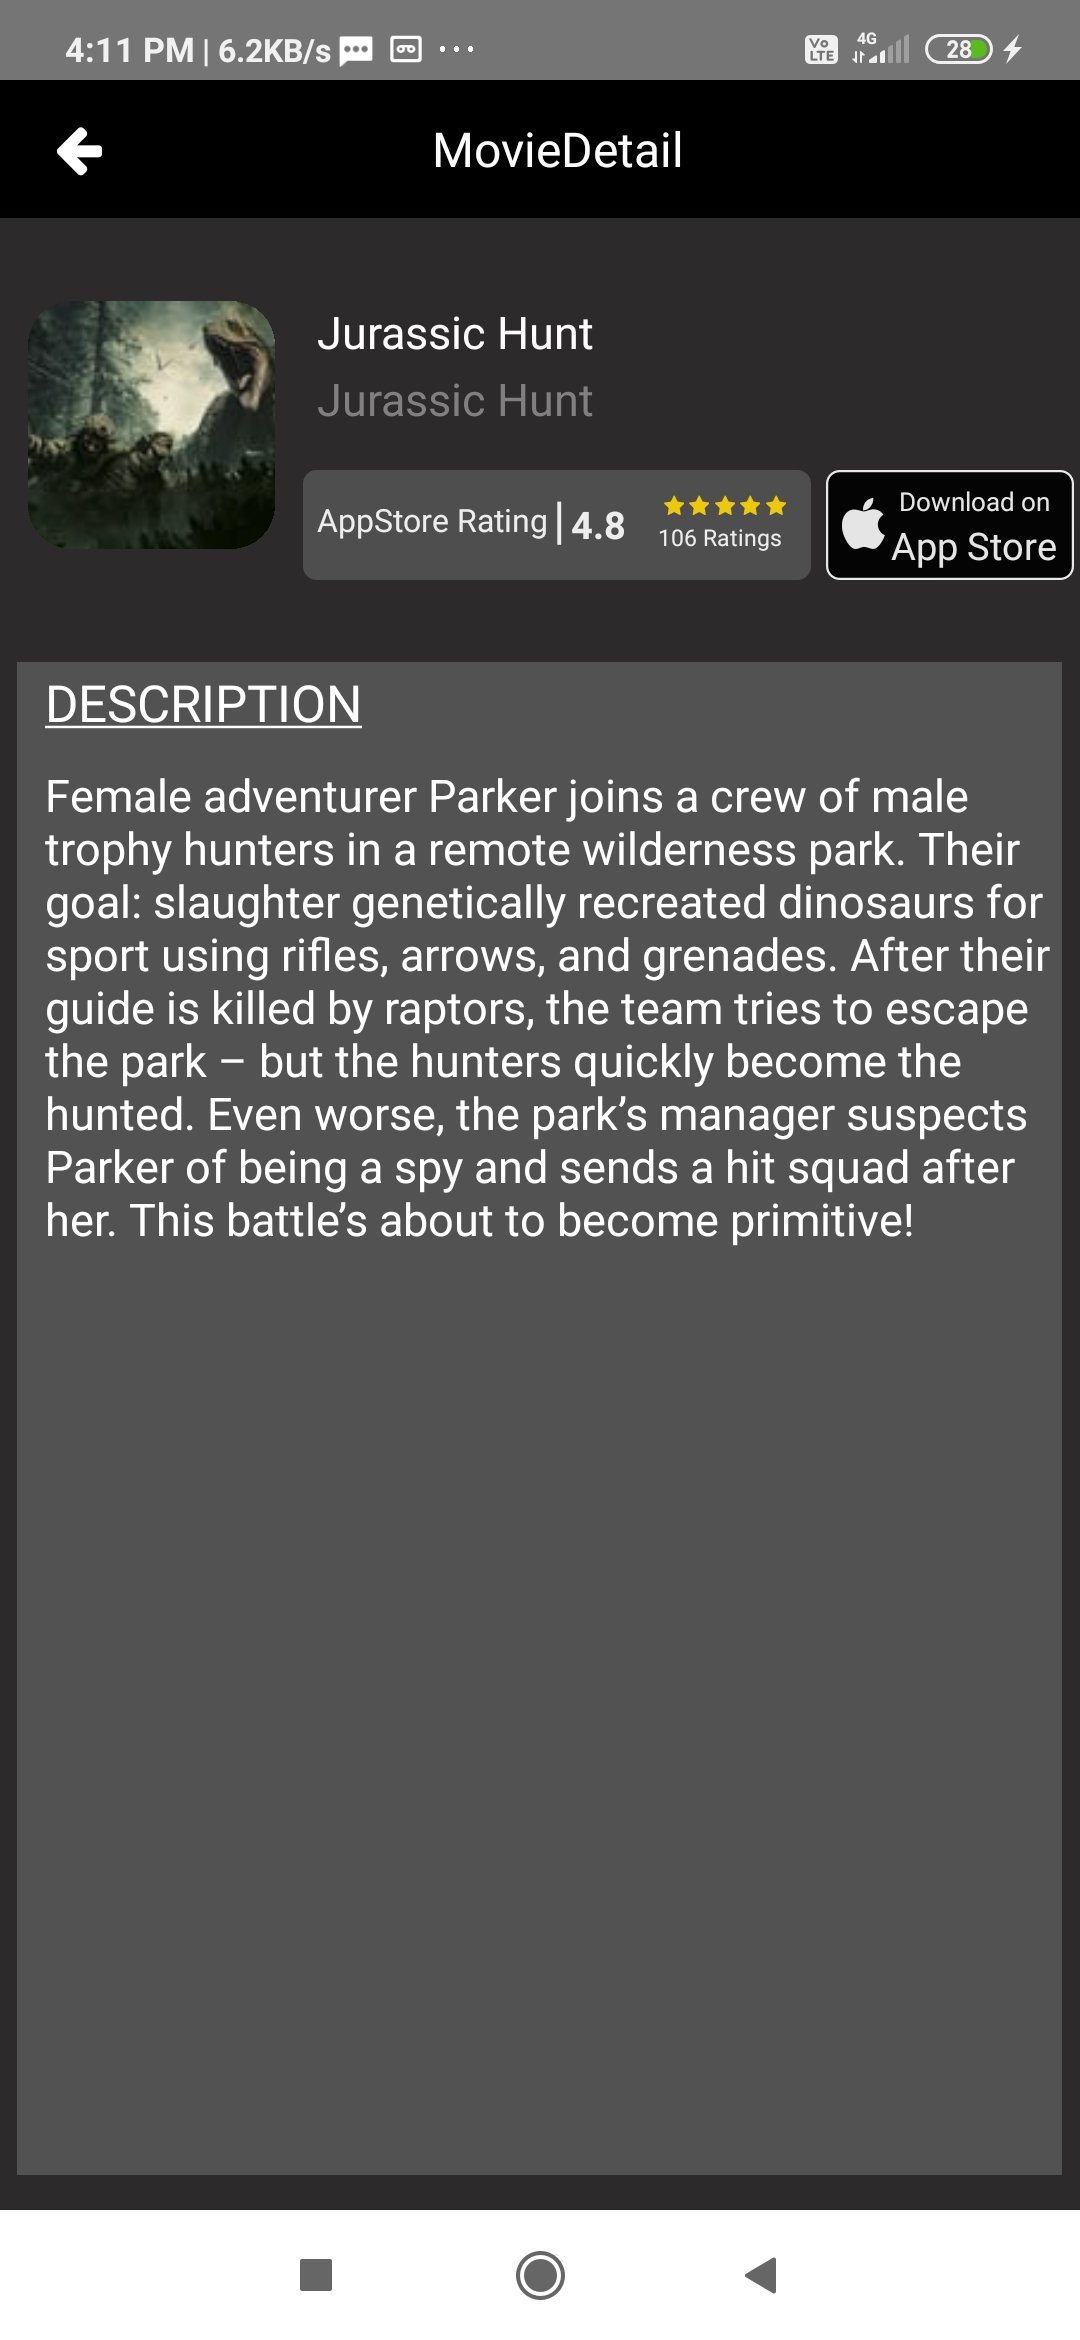 4:11 PM | 6.2KB/s ... Vo LTE 4G 28
MovieDetail
Jurassic Hunt
Jurassic Hunt
AppStore Rating | 4.8
106 Ratings
Download on
App Store
DESCRIPTION
Female adventurer Parker joins a crew of male
trophy hunters in a remote wilderness park. Their
goal: slaughter genetically recreated dinosaurs for
sport using rifles, arrows, and grenades. After their
guide is killed by raptors, the team tries to escape
the park – but the hunters quickly become the
hunted. Even worse, the park’s manager suspects
Parker of being a spy and sends a hit squad after
her. This battle’s about to become primitive!